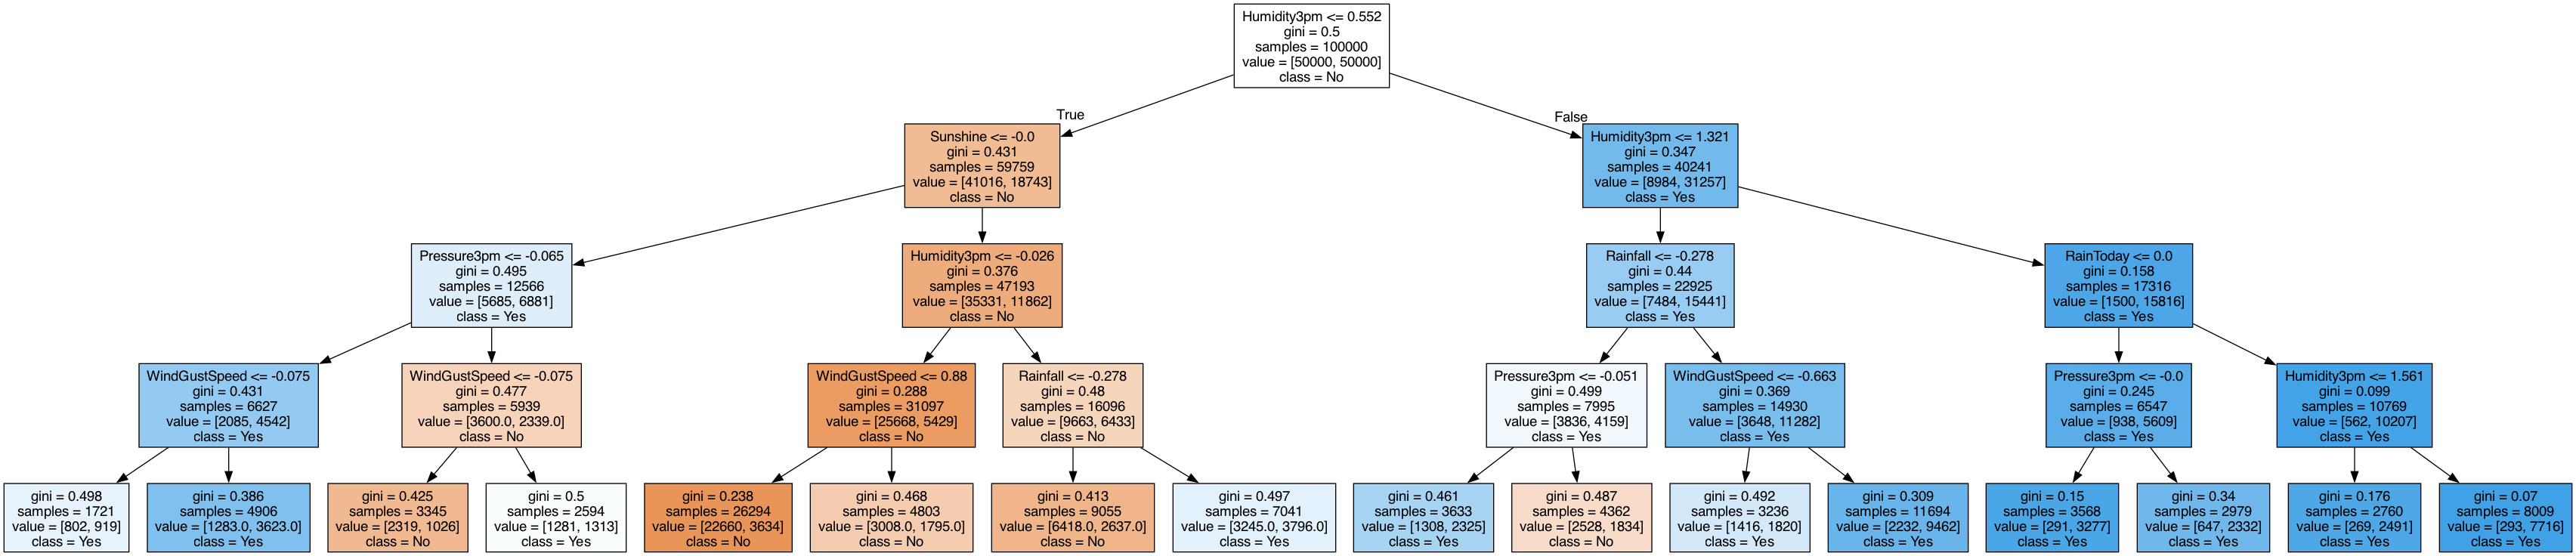 Humidity3pm <= 0.552
gini = 0.5
samples = 100000
value = [50000, 50000]
class = No
True
False
Sunshine <= -0.0
gini = 0.431
samples = 59759
value = [41016, 18743]
class = No
Humidity3pm <= 1.321
gini = 0.347
samples = 40241
value = [8984, 31257]
class = Yes
Pressure3pm <= -0.065
gini = 0.495
samples = 12566
value = [5685, 6881]
class = Yes
Humidity3pm <= -0.026
gini = 0.376
samples = 47193
value = [35331, 11862]
class = No
Rainfall <= -0.278
gini = 0.44
samples = 22925
value = [7484, 15441]
class = Yes
RainToday <= 0.0
gini = 0.158
samples = 17316
value = [1500, 15816]
class = Yes
WindGustSpeed <= -0.075
gini = 0.431
samples = 6627
value = [2085, 4542]
class = Yes
WindGustSpeed <= -0.075
gini = 0.477
samples = 5939
value = [3600.0, 2339.0]
class = No
WindGustSpeed <= 0.88
gini = 0.288
samples = 31097
value = [25668, 5429]
class = No
Rainfall <= -0.278
gini = 0.48
samples = 16096
value = [9663, 6433]
class = No
Pressure3pm <= -0.051
gini = 0.499
samples = 7995
value = [3836, 4159]
class = Yes
WindGustSpeed <= -0.663
gini = 0.369
samples = 14930
value = [3648, 11282]
class = Yes
Pressure3pm <= -0.0
gini = 0.245
samples = 6547
value = [938, 5609]
class = Yes
Humidity3pm <= 1.561
gini = 0.099
samples = 10769
value = [562, 10207]
class = Yes
gini = 0.498
samples = 1721
value = [802, 919]
class = Yes
gini = 0.386
samples = 4906
value = [1283.0, 3623.0]
class = Yes
gini = 0.425
samples = 3345
value = [2319, 1026]
class = No
gini = 0.5
samples = 2594
value = [1281, 1313]
class = Yes
gini = 0.238
samples = 26294
value = [22660, 3634]
class = No
gini = 0.468
samples = 4803
value = [3008.0, 1795.0]
class = No
gini = 0.413
samples = 9055
value = [6418.0, 2637.0]
class = No
gini = 0.497
samples = 7041
value = [3245.0, 3796.0]
class = Yes
gini = 0.461
samples = 3633
value = [1308, 2325]
class = Yes
gini = 0.487
samples = 4362
value = [2528, 1834]
class = No
gini = 0.492
samples = 3236
value = [1416, 1820]
class = Yes
gini = 0.309
samples = 11694
value = [2232, 9462]
class = Yes
gini = 0.15
samples = 3568
value = [291, 3277]
class = Yes
gini = 0.34
samples = 2979
value = [647, 2332]
class = Yes
gini = 0.176
samples = 2760
value = [269, 2491]
class = Yes
gini = 0.07
samples = 8009
value = [293, 7716]
class = Yes